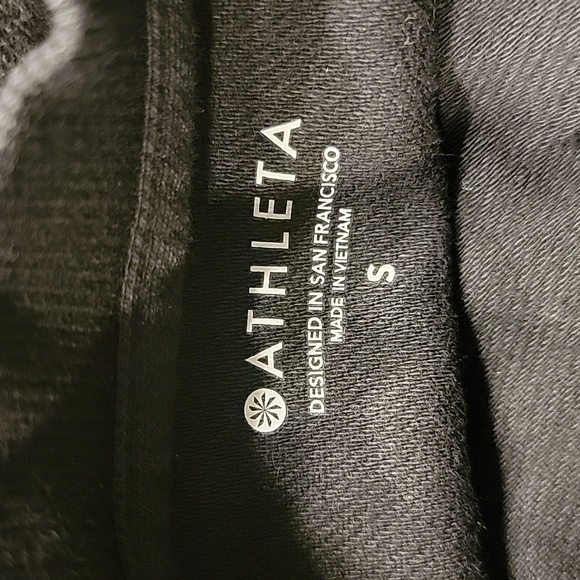 ATHLETA
DESIGNED IN SAN FRANCISCO
MADE IN VIETNAM
S